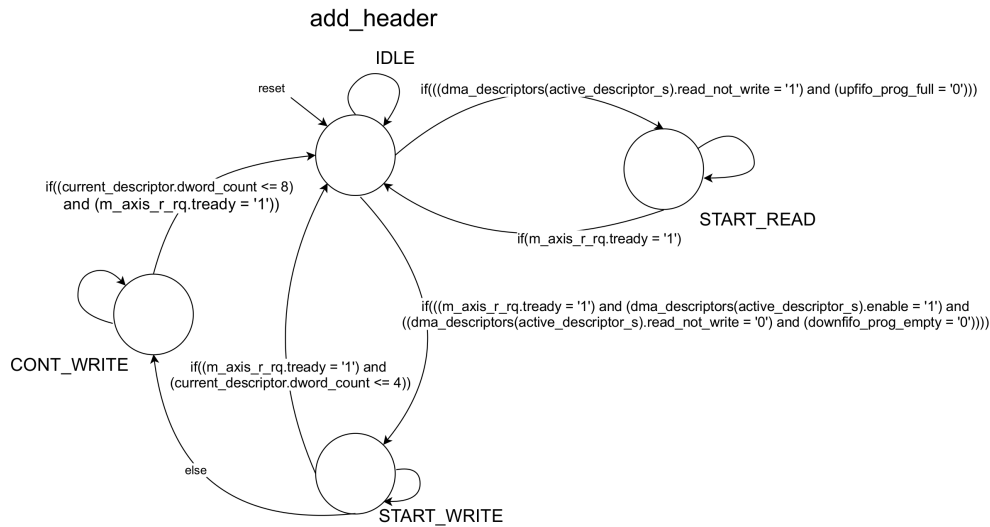 add_header
IDLE
reset
if(((dma_descriptors(active_descriptor_s).read_not_write = '1') and (upfifo_prog_full = '0')))
if((current_descriptor.dword_count <= 8)
and (m_axis_r_rq.tready = '1'))
START_READ
if(m_axis_r_rq.tready = '1')
if(((m_axis_r_rq.tready = '1') and (dma_descriptors(active_descriptor_s).enable = '1') and
((dma_descriptors(active_descriptor_s).read_not_write = '0') and (downfifo_prog_empty = '0'))))
CONT_WRITE
if((m_axis_r_rq.tready = '1') and
(current_descriptor.dword_count <= 4))
else
START_WRITE